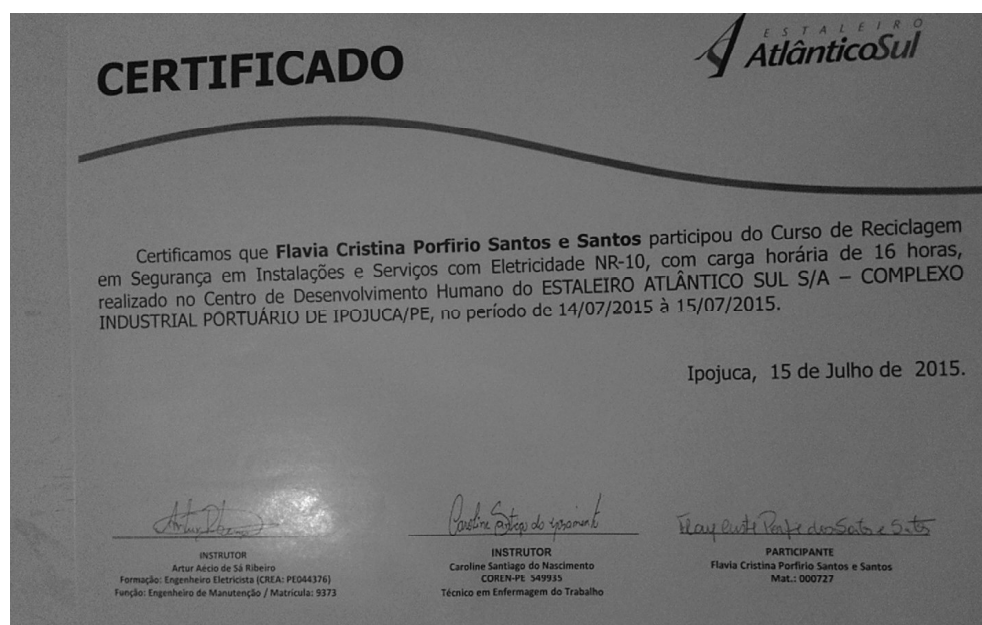 CERTIFICADO
ESTALEIRO
AtlânticoSul
Certificamos que Flavia Cristina Porfirio Santos e Santos participou do Curso de Reciclagem
em Segurança em Instalações e Serviços com Eletricidade NR-10, com carga horária de 16 horas,
realizado no Centro de Desenvolvimento Humano do ESTALEIRO ATLÂNTICO SUL S/A – COMPLEXO
INDUSTRIAL PORTUÁRIO DE IPOJUCA/PE, no período de 14/07/2015 à 15/07/2015.
Ipojuca, 15 de Julho de 2015.
INSTRUTOR
Artur Aécio de Sá Ribeiro
Formação: Engenheiro Eletricista (CREA: PE044376)
Função: Engenheiro de Manutenção / Matricula: 9373
INSTRUTOR
Caroline Santiago do Nascimento
COREN-PE 549935
Técnico em Enfermagem do Trabalho
PARTICIPANTE
Flavia Cristina Porfirio Santos e Santos
Mat.: 000727